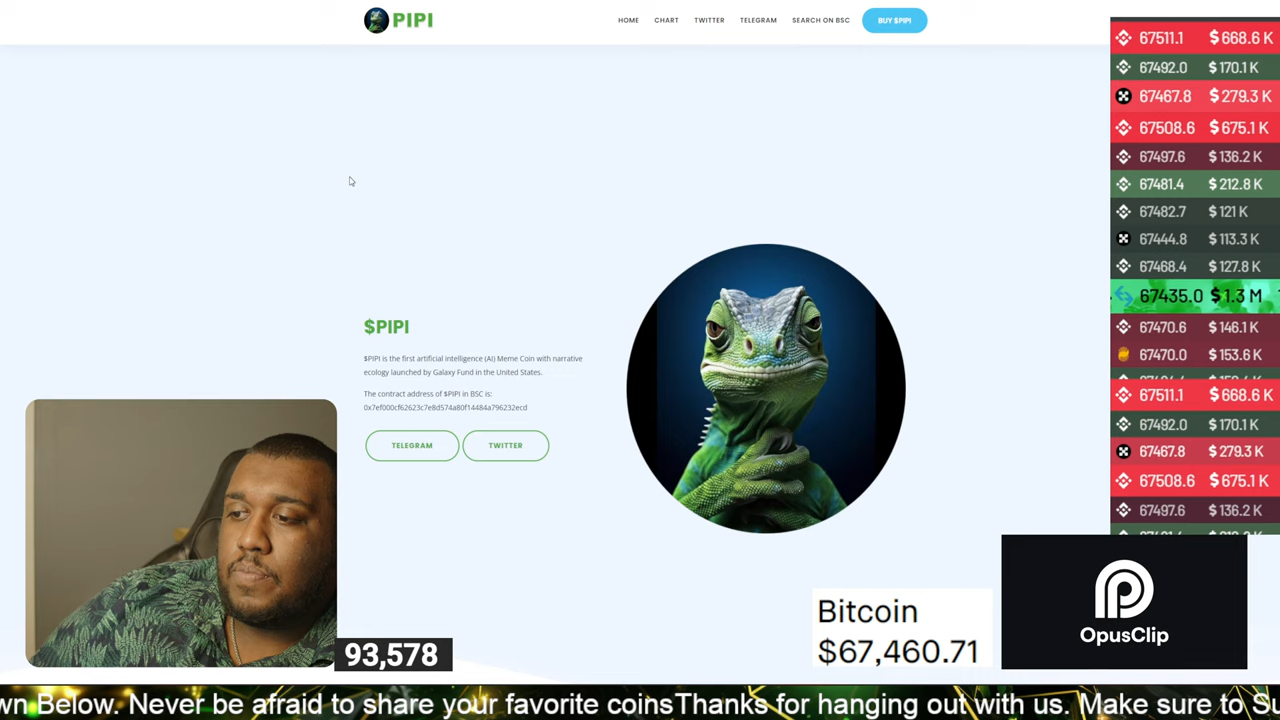 PIPI
HOME
CHART
TWITTER
TELEGRAM
SEARCH ON BSC
BUY $PIPI
$PIPI
$PIPI is the first artificial intelligence (AI) Meme Coin with narrative
ecology launched by Galaxy Fund in the United States.
The contract address of $PIPI in BSC is:
0x7ef000cf62623c7e8d574a80f14484a796232ecd
TELEGRAM
TWITTER
67511.1 $668.6 K
67492.0 $170.1 K
67467.8 $279.3 K
67508.6 $675.1 K
67497.6 $136.2 K
67481.4 $212.8 K
67482.7 $121 K
67444.8 $113.3 K
67468.4 $127.8 K
67435.0 $1.3 M
67470.6 $146.1 K
67470.0 $153.6 K
67511.1 $668.6 K
67492.0 $170.1 K
67467.8 $279.3 K
67508.6 $675.1 K
67497.6 $136.2 K
93,578
Bitcoin
$67,460.71
OpusClip
wn Below. Never be afraid to share your favorite coinsThanks for hanging out with us. Make sure to Su